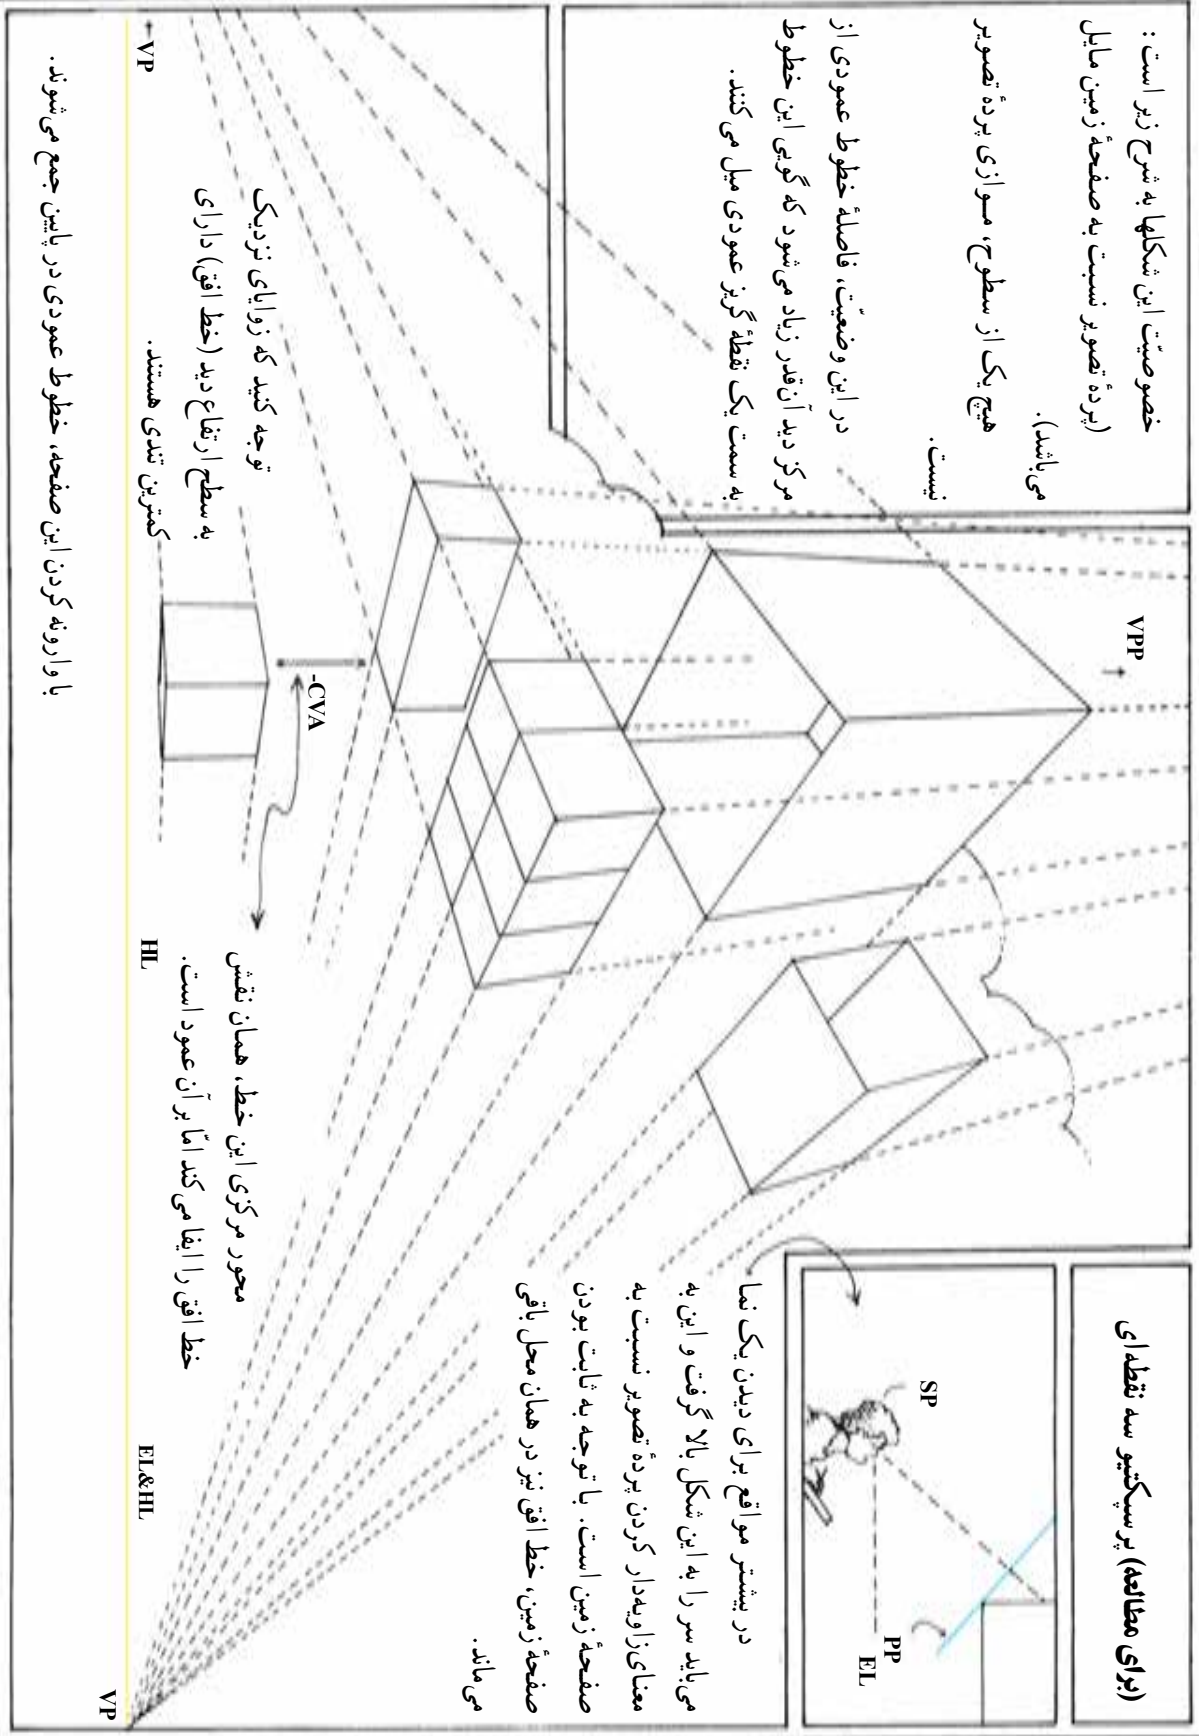 (برای مطالعه) پرسپکتیو سه نقطه‌ای
SP
PP
EL
خصوصیّت این شکلها به شرح زیر است :
(پردهٔ تصویر نسبت به صفحهٔ زمین مایل
می‌باشد).
هیچ یک از سطوح، موازی پردهٔ تصویر
نیست.
در این وضعیّت، فاصلهٔ خطوط عمودی از
مرکز دید آن‌قدر زیاد می‌شود که گویی این خطوط
به سمت یک نقطهٔ گریز عمودی میل می‌کنند.
VPP
در بیشتر مواقع برای دیدن یک نما
می‌باید سر را به این شکل بالا گرفت و این به
معنای زاویه‌دار کردن پردهٔ تصویر نسبت به
صفحهٔ زمین است. با توجه به ثابت بودن
صفحهٔ زمین، خط افق نیز در همان محل باقی
می‌ماند.
-CVA
توجه کنید که زوایای نزدیک
به سطح ارتفاع دید (خط افق) دارای
کمترین تندی هستند.
محور مرکزی این خط، همان نقش
خط افق را ایفا می‌کند امّا بر آن عمود است.
←VP
HL
EL&HL
VP
با وارونه کردن این صفحه، خطوط عمودی در پایین جمع می‌شوند.